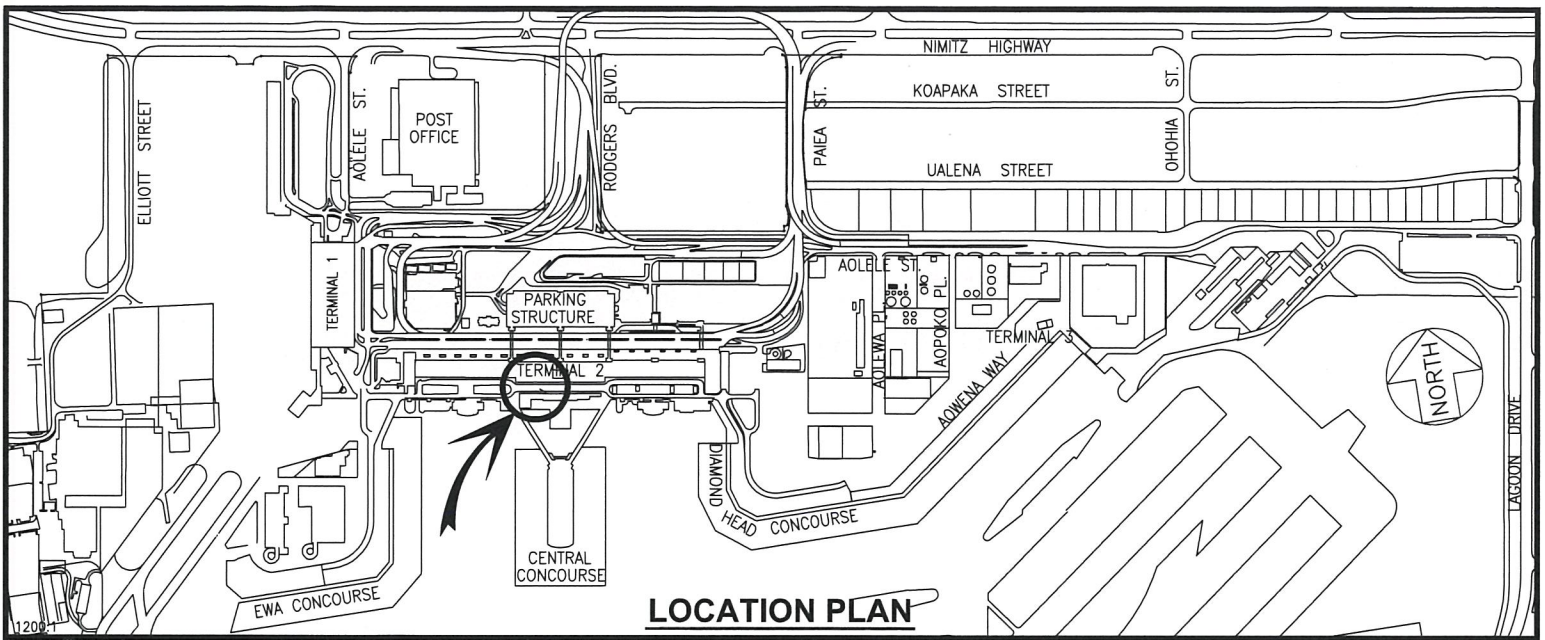 NIMITZ HIGHWAY
KOAPAKA STREET
UALENA STREET
ELLIOTT STREET
AOLELE ST.
POST
OFFICE
RODGERS BLVD.
PAIEA ST.
OHOHIA ST.
TERMINAL 1
PARKING
STRUCTURE
TERMINAL 2
AOLELE ST.
AOLEWA PL.
AOPOKO PL.
TERMINAL 3
AOWENA WAY
NORTH
LAGOON DRIVE
DIAMOND
HEAD CONCOURSE
CENTRAL
CONCOURSE
EWA CONCOURSE
LOCATION PLAN
1200:1